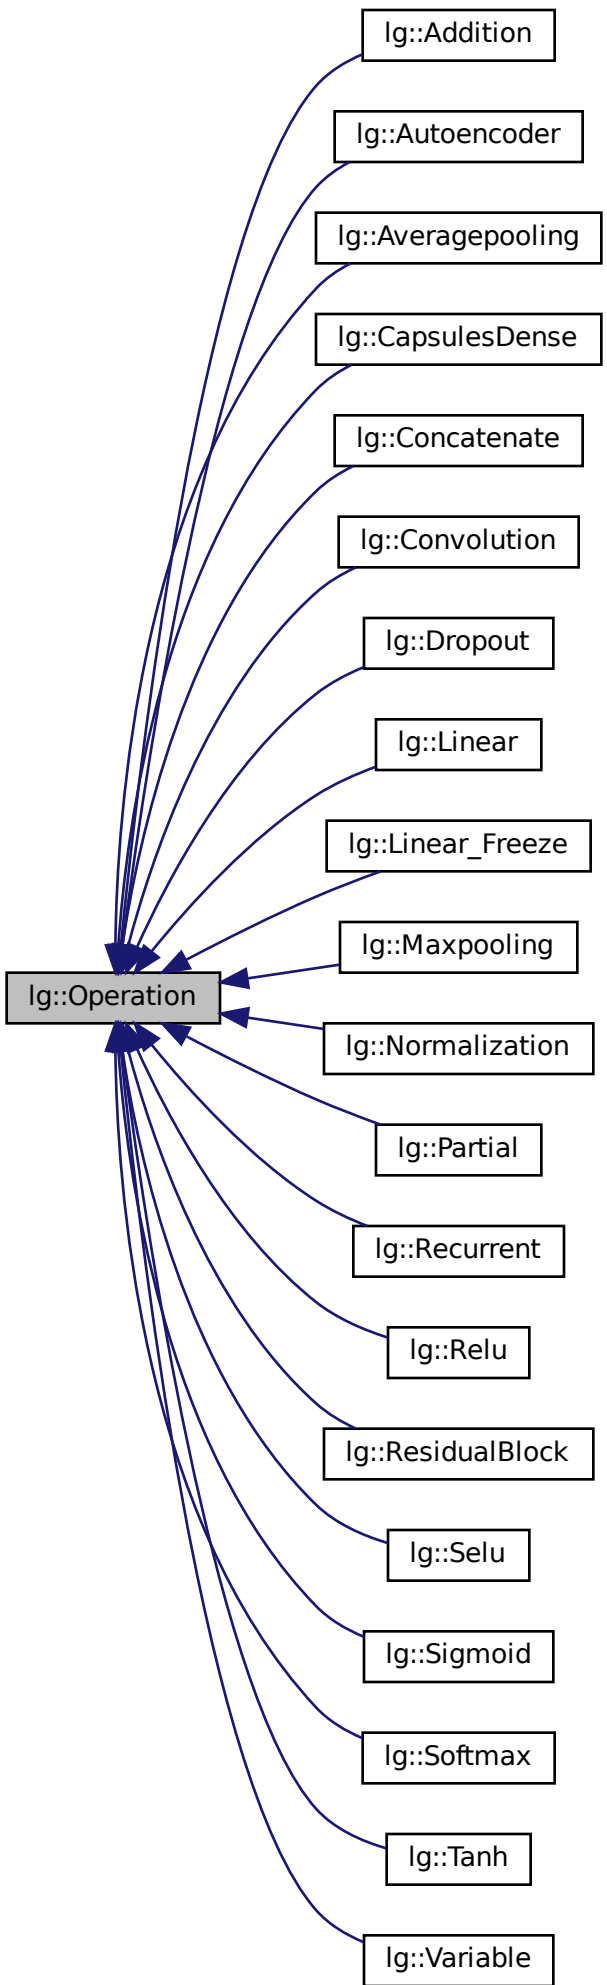 lg::Addition
lg::Autoencoder
lg::Averagepooling
lg::CapsulesDense
lg::Concatenate
lg::Convolution
lg::Dropout
lg::Linear
lg::Linear_Freeze
lg::Maxpooling
lg::Operation
lg::Normalization
lg::Partial
lg::Recurrent
lg::Relu
lg::ResidualBlock
lg::Selu
lg::Sigmoid
lg::Softmax
lg::Tanh
lg::Variable